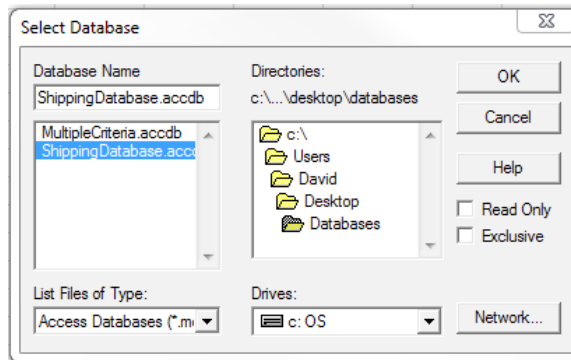 Select Database
Database Name
ShippingDatabase.accdb
MultipleCriteria.accdb
ShippingDatabase.accd
List Files of Type:
Access Databases (*.m
Directories:
c:\...\desktop\databases
c:\
Users
David
Desktop
Databases
Drives:
c: OS
OK
Cancel
Help
Read Only
Exclusive
Network...